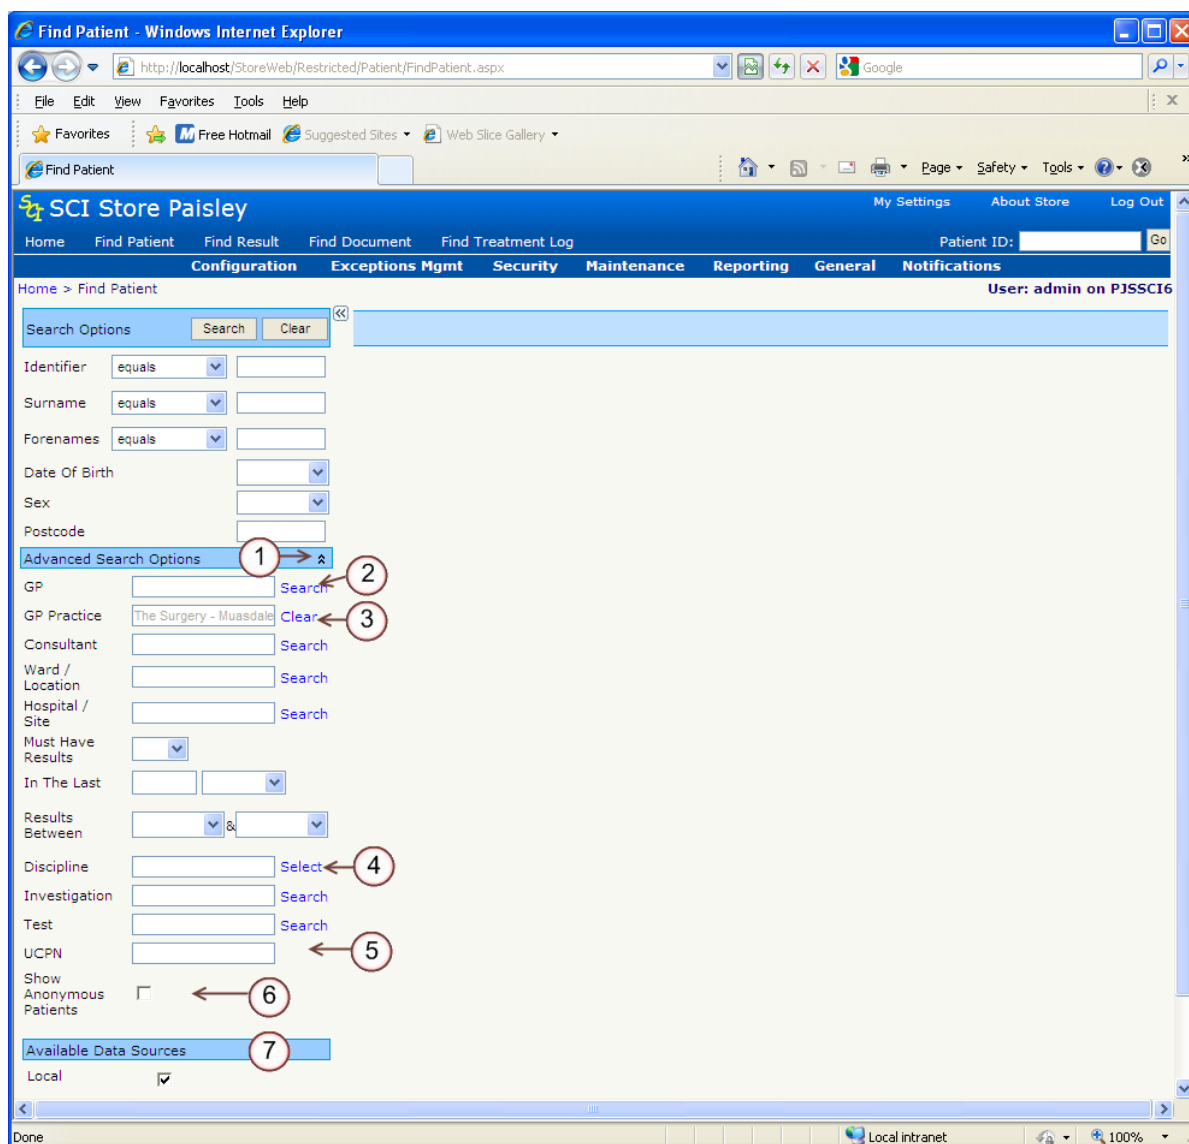 Find Patient - Windows Internet Explorer
http://localhost/StoreWeb/Restricted/Patient/FindPatient.aspx Google
File Edit View Favorites Tools Help
Favorites Free Hotmail Suggested Sites Web Slice Gallery
Find Patient Page Safety Tools »
SCI Store Paisley My Settings About Store Log Out
Home Find Patient Find Result Find Document Find Treatment Log Patient ID: Go
Configuration Exceptions Mgmt Security Maintenance Reporting General Notifications
Home > Find Patient User: admin on PJSSCI6
Search Options Search Clear
Identifier equals
Surname equals
Forenames equals
Date Of Birth
Sex
Postcode
Advanced Search Options 1
GP Search 2
GP Practice The Surgery - Muasdale Clear 3
Consultant Search
Ward /
Location Search
Hospital /
Site Search
Must Have
Results
In The Last
Results
Between &
Discipline Select 4
Investigation Search
Test Search
UCPN 5
Show
Anonymous 6
Patients
Available Data Sources 7
Local
Done Local intranet 100%